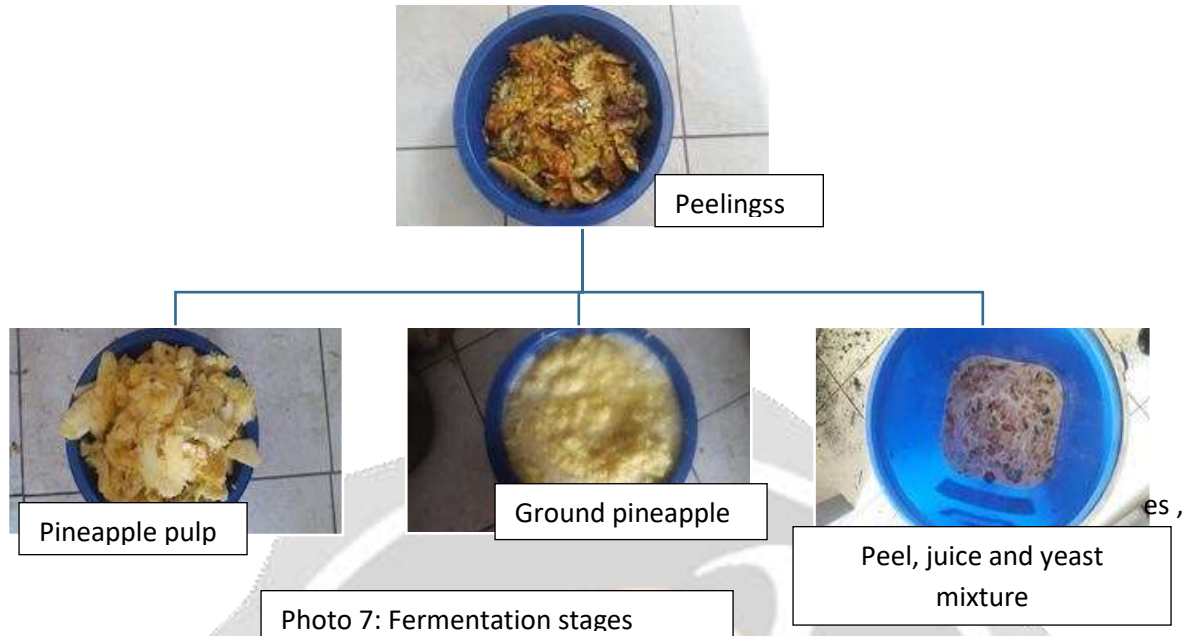 Peelingss
Pineapple pulp
Ground pineapple
es ,
Peel, juice and yeast
mixture
Photo 7: Fermentation stages